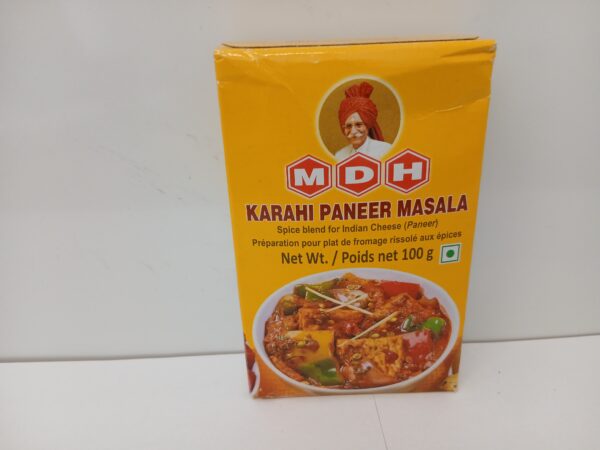 MDH
KARAHI PANEER MASALA
Spice blend for Indian Cheese (Paneer)
Préparation pour plat de fromage rissolé aux épices
Net Wt. / Poids net 100 g